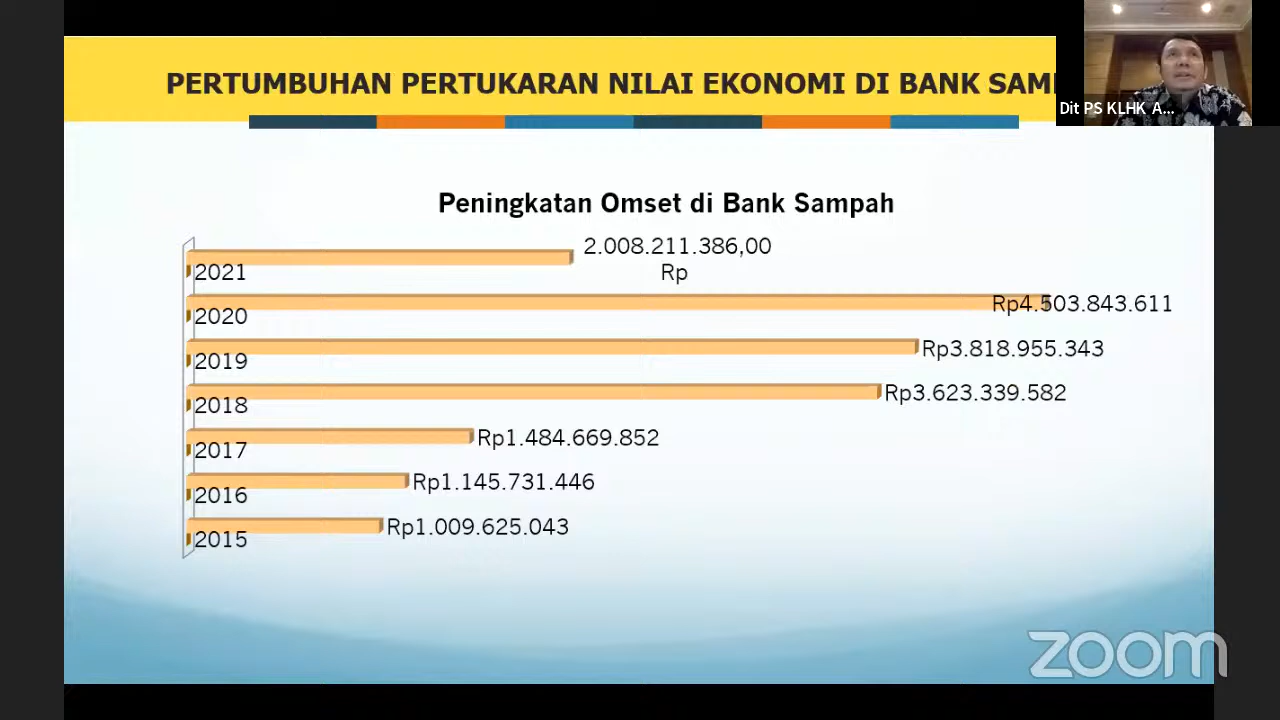 PERTUMBUHAN PERTUKARAN NILAI EKONOMI DI BANK
Dit PS KLHK A...
Peningkatan Omset di Bank Sampah
2.008.211.386,00
Rp
2021
Rp4.503.843.611
2020
Rp3.818.955.343
2019
Rp3.623.339.582
2018
Rp1.484.669.852
2017
Rp1.145.731.446
2016
Rp1.009.625.043
2015
zoom